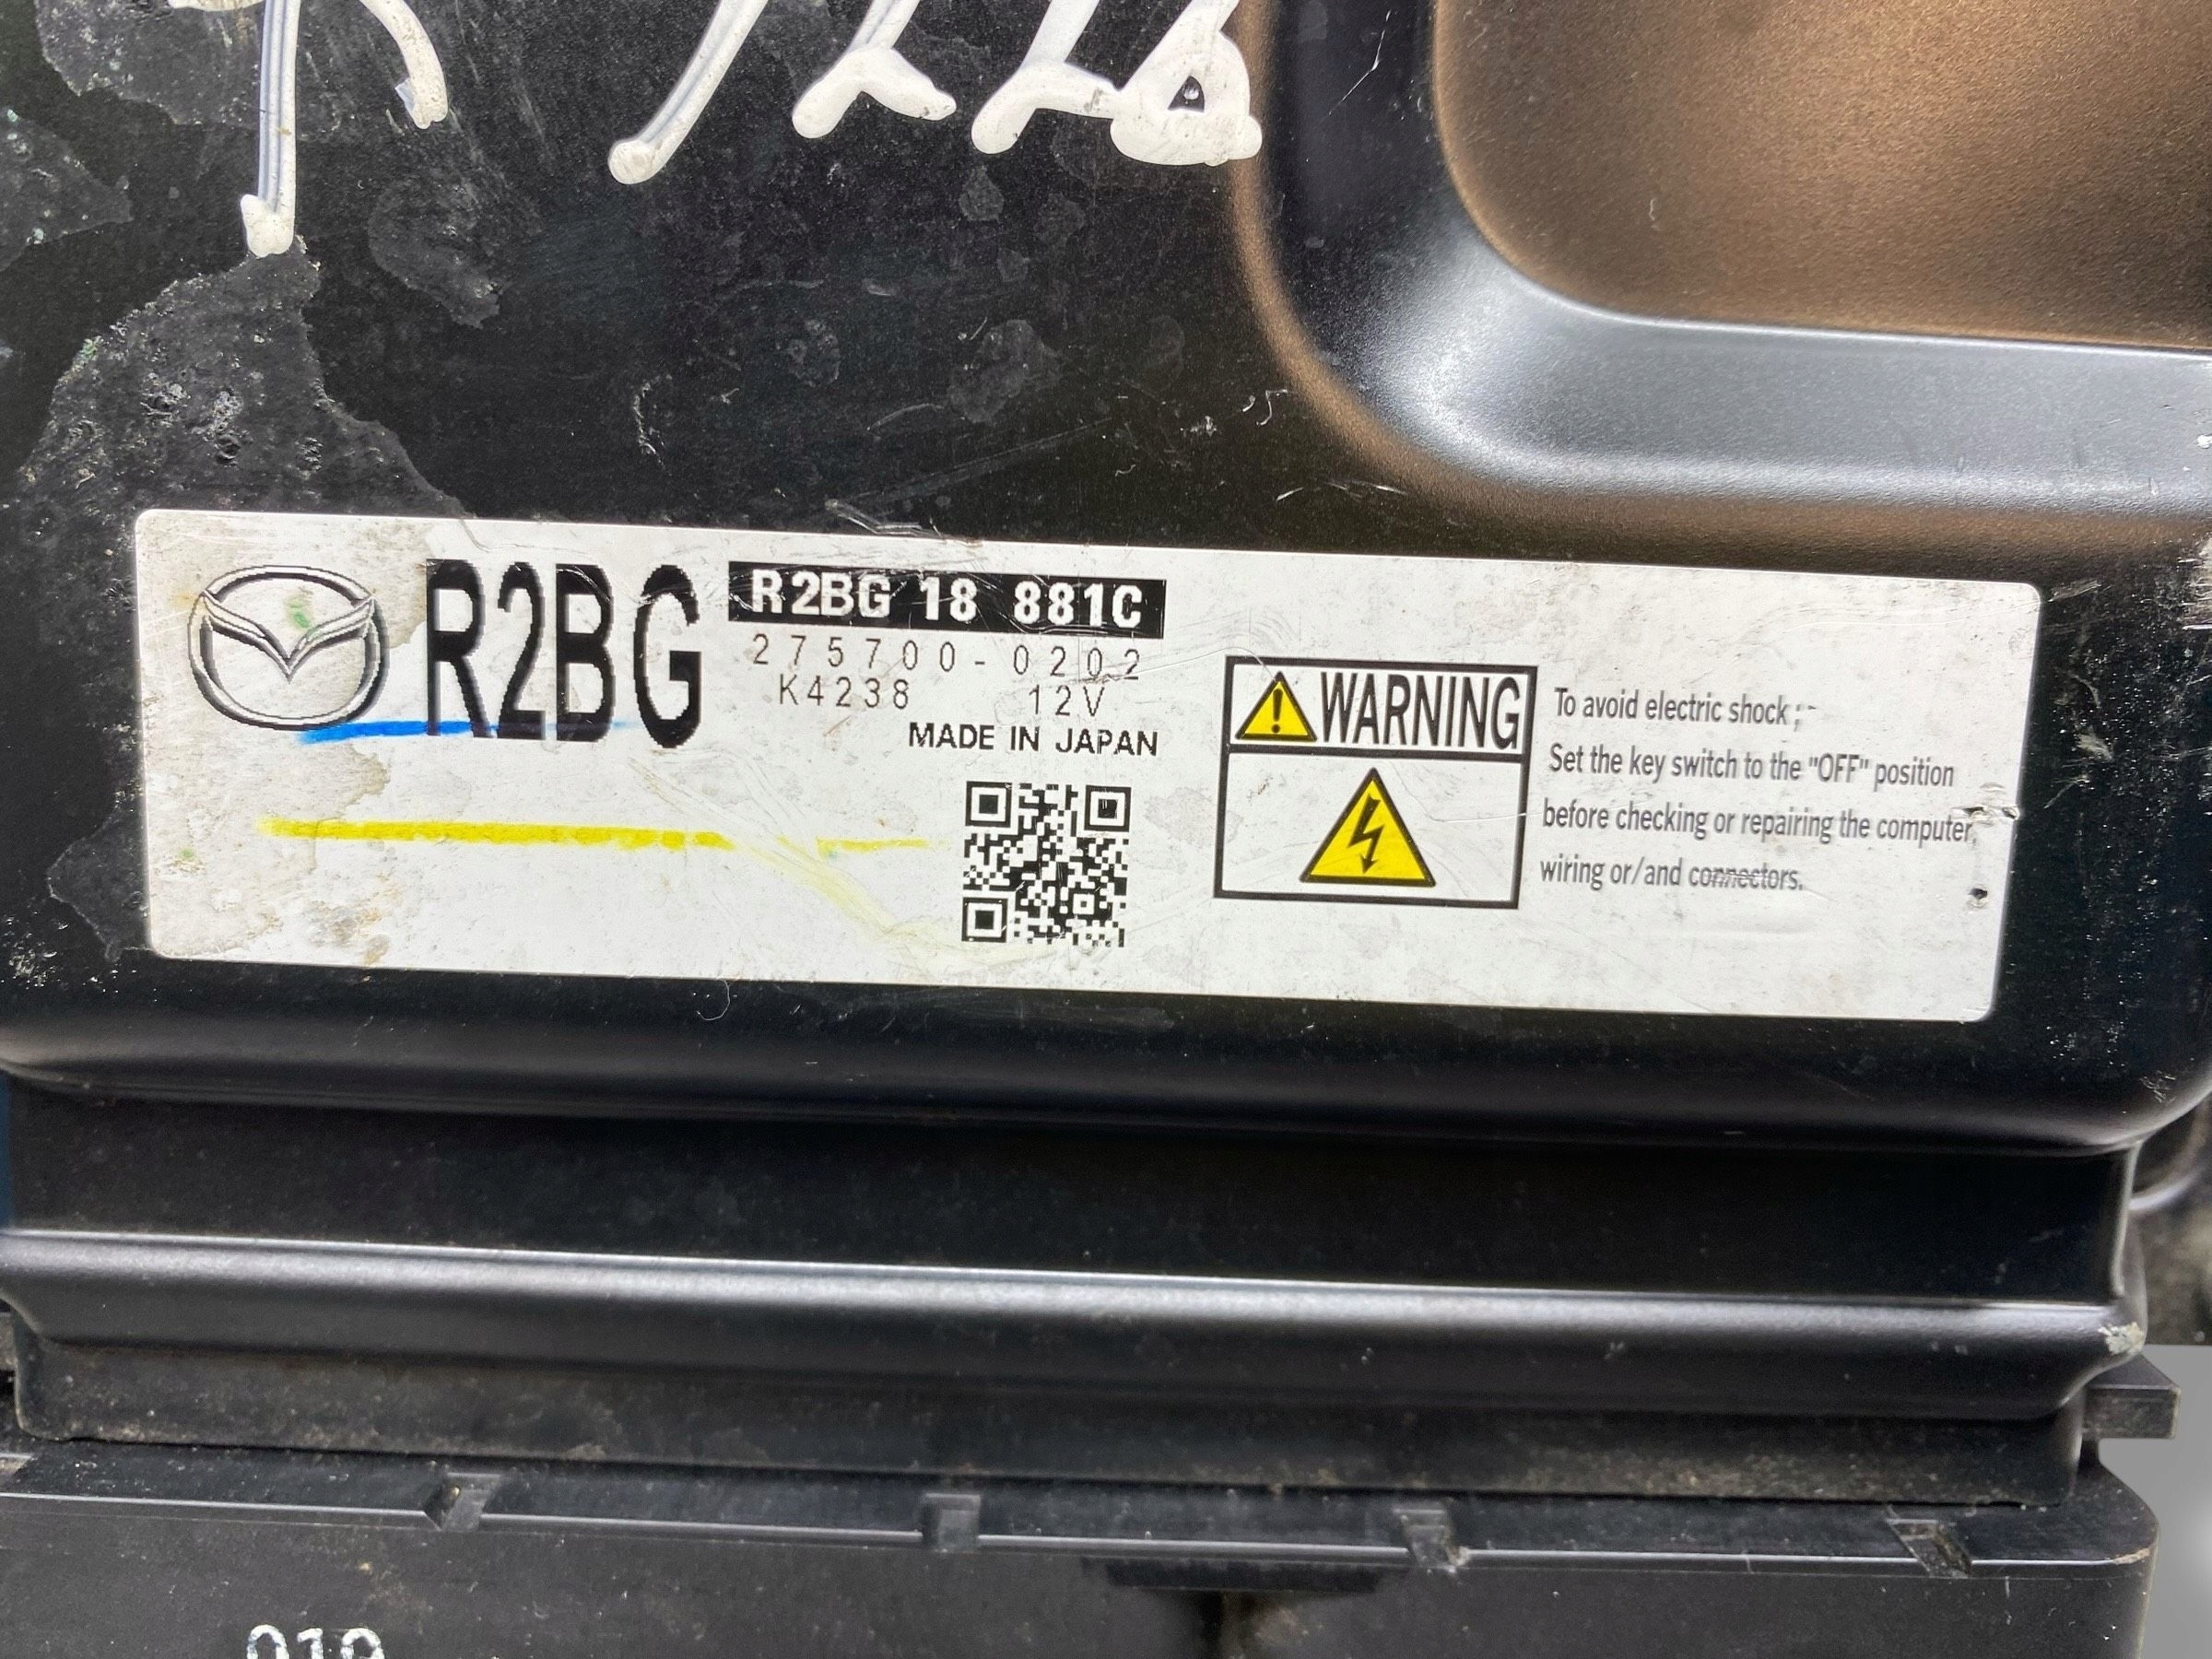 R2BG
R2BG 18 881C
275700-0202
K4238 12V
MADE IN JAPAN
WARNING
To avoid electric shock ;-
Set the key switch to the "OFF" position
before checking or repairing the computer,
wiring or/and connectors.
019